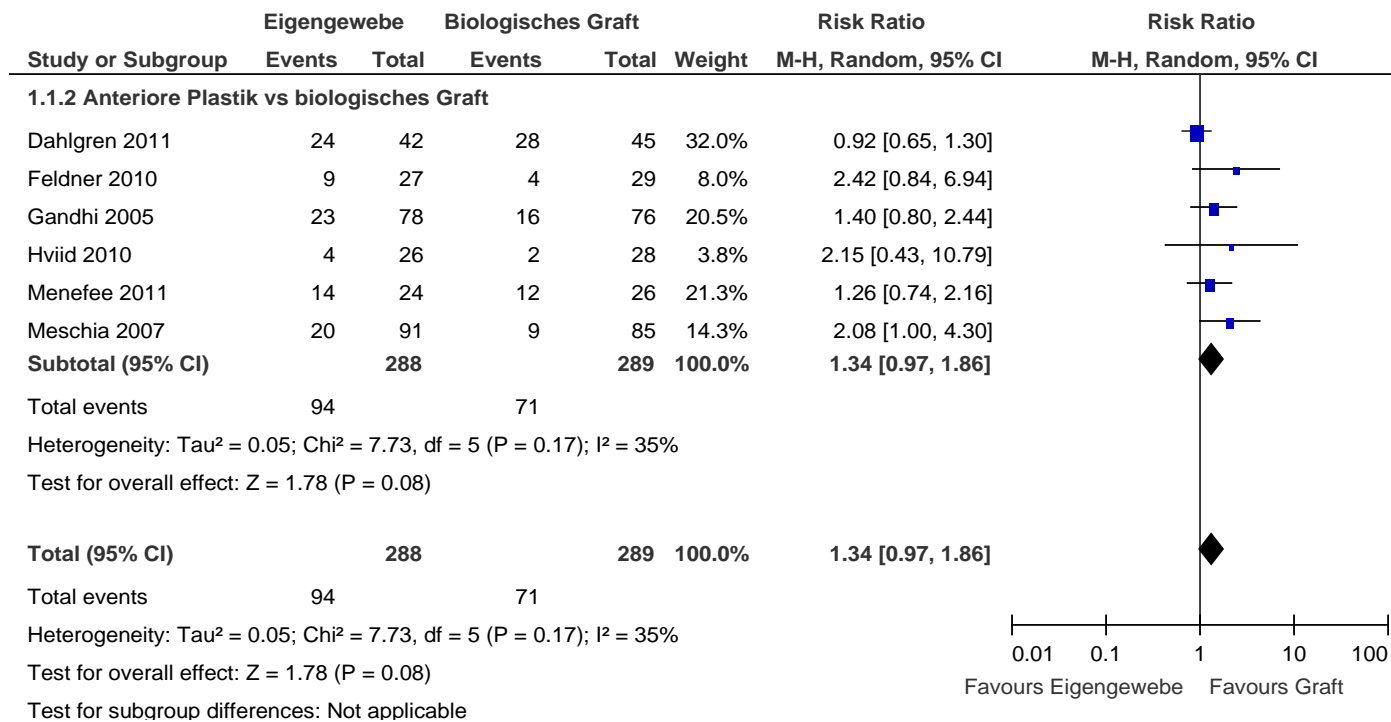 Eigengewebe Biologisches Graft Risk Ratio Risk Ratio
Study or Subgroup Events Total Events Total Weight M-H, Random, 95% CI M-H, Random, 95% CI
1.1.2 Anteriore Plastik vs biologisches Graft
Dahlgren 2011 24 42 28 45 32.0% 0.92 [0.65, 1.30]
Feldner 2010 9 27 4 29 8.0% 2.42 [0.84, 6.94]
Gandhi 2005 23 78 16 76 20.5% 1.40 [0.80, 2.44]
Hviid 2010 4 26 2 28 3.8% 2.15 [0.43, 10.79]
Menefee 2011 14 24 12 26 21.3% 1.26 [0.74, 2.16]
Meschia 2007 20 91 9 85 14.3% 2.08 [1.00, 4.30]
Subtotal (95% CI) 288 289 100.0% 1.34 [0.97, 1.86]
Total events 94 71
Heterogeneity: Tau² = 0.05; Chi² = 7.73, df = 5 (P = 0.17); I² = 35%
Test for overall effect: Z = 1.78 (P = 0.08)
Total (95% CI) 288 289 100.0% 1.34 [0.97, 1.86]
Total events 94 71
Heterogeneity: Tau² = 0.05; Chi² = 7.73, df = 5 (P = 0.17); I² = 35%
Test for overall effect: Z = 1.78 (P = 0.08)
Test for subgroup differences: Not applicable
0.01 0.1 1 10 100
Favours Eigengewebe Favours Graft